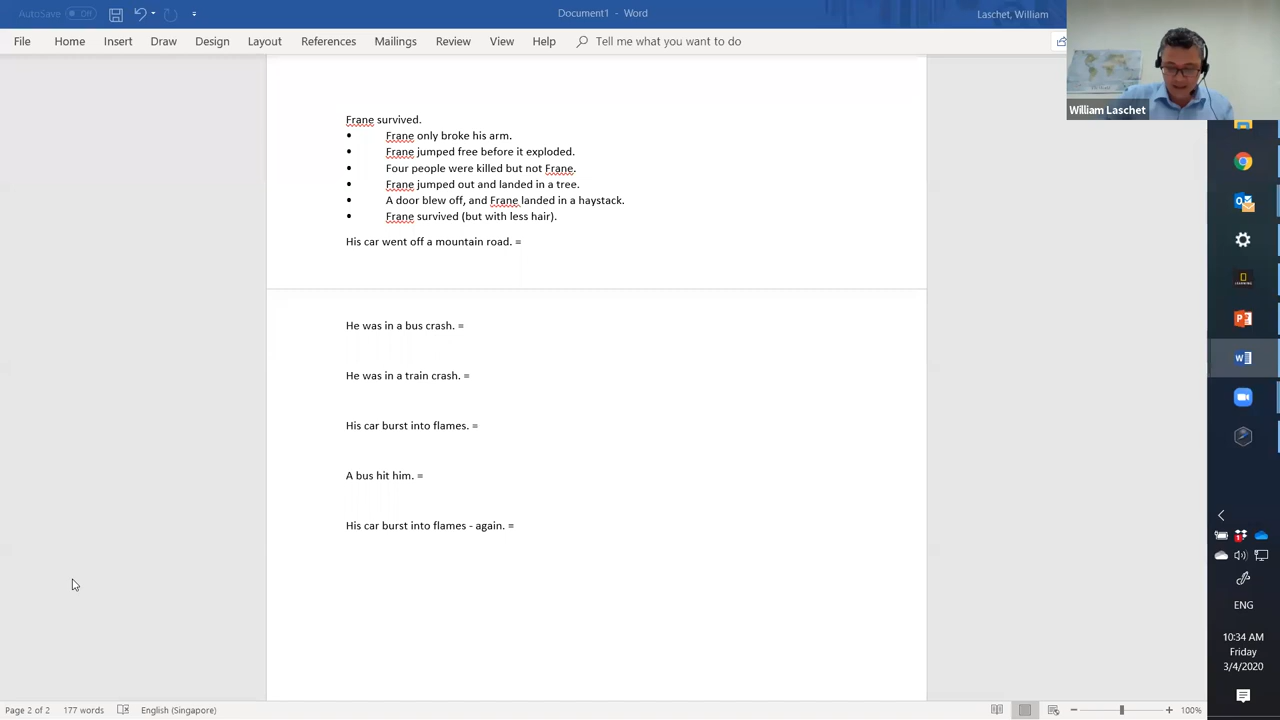 AutoSave Off
Document1 - Word
Laschet, William
File Home Insert Draw Design Layout References Mailings Review View Help Tell me what you want to do
William Laschet
Frane survived.
• Frane only broke his arm.
• Frane jumped free before it exploded.
• Four people were killed but not Frane.
• Frane jumped out and landed in a tree.
• A door blew off, and Frane landed in a haystack.
• Frane survived (but with less hair).
His car went off a mountain road. =
He was in a bus crash. =
He was in a train crash. =
His car burst into flames. =
A bus hit him. =
His car burst into flames - again. =
ENG
10:34 AM
Friday
3/4/2020
Page 2 of 2 177 words English (Singapore) 100%